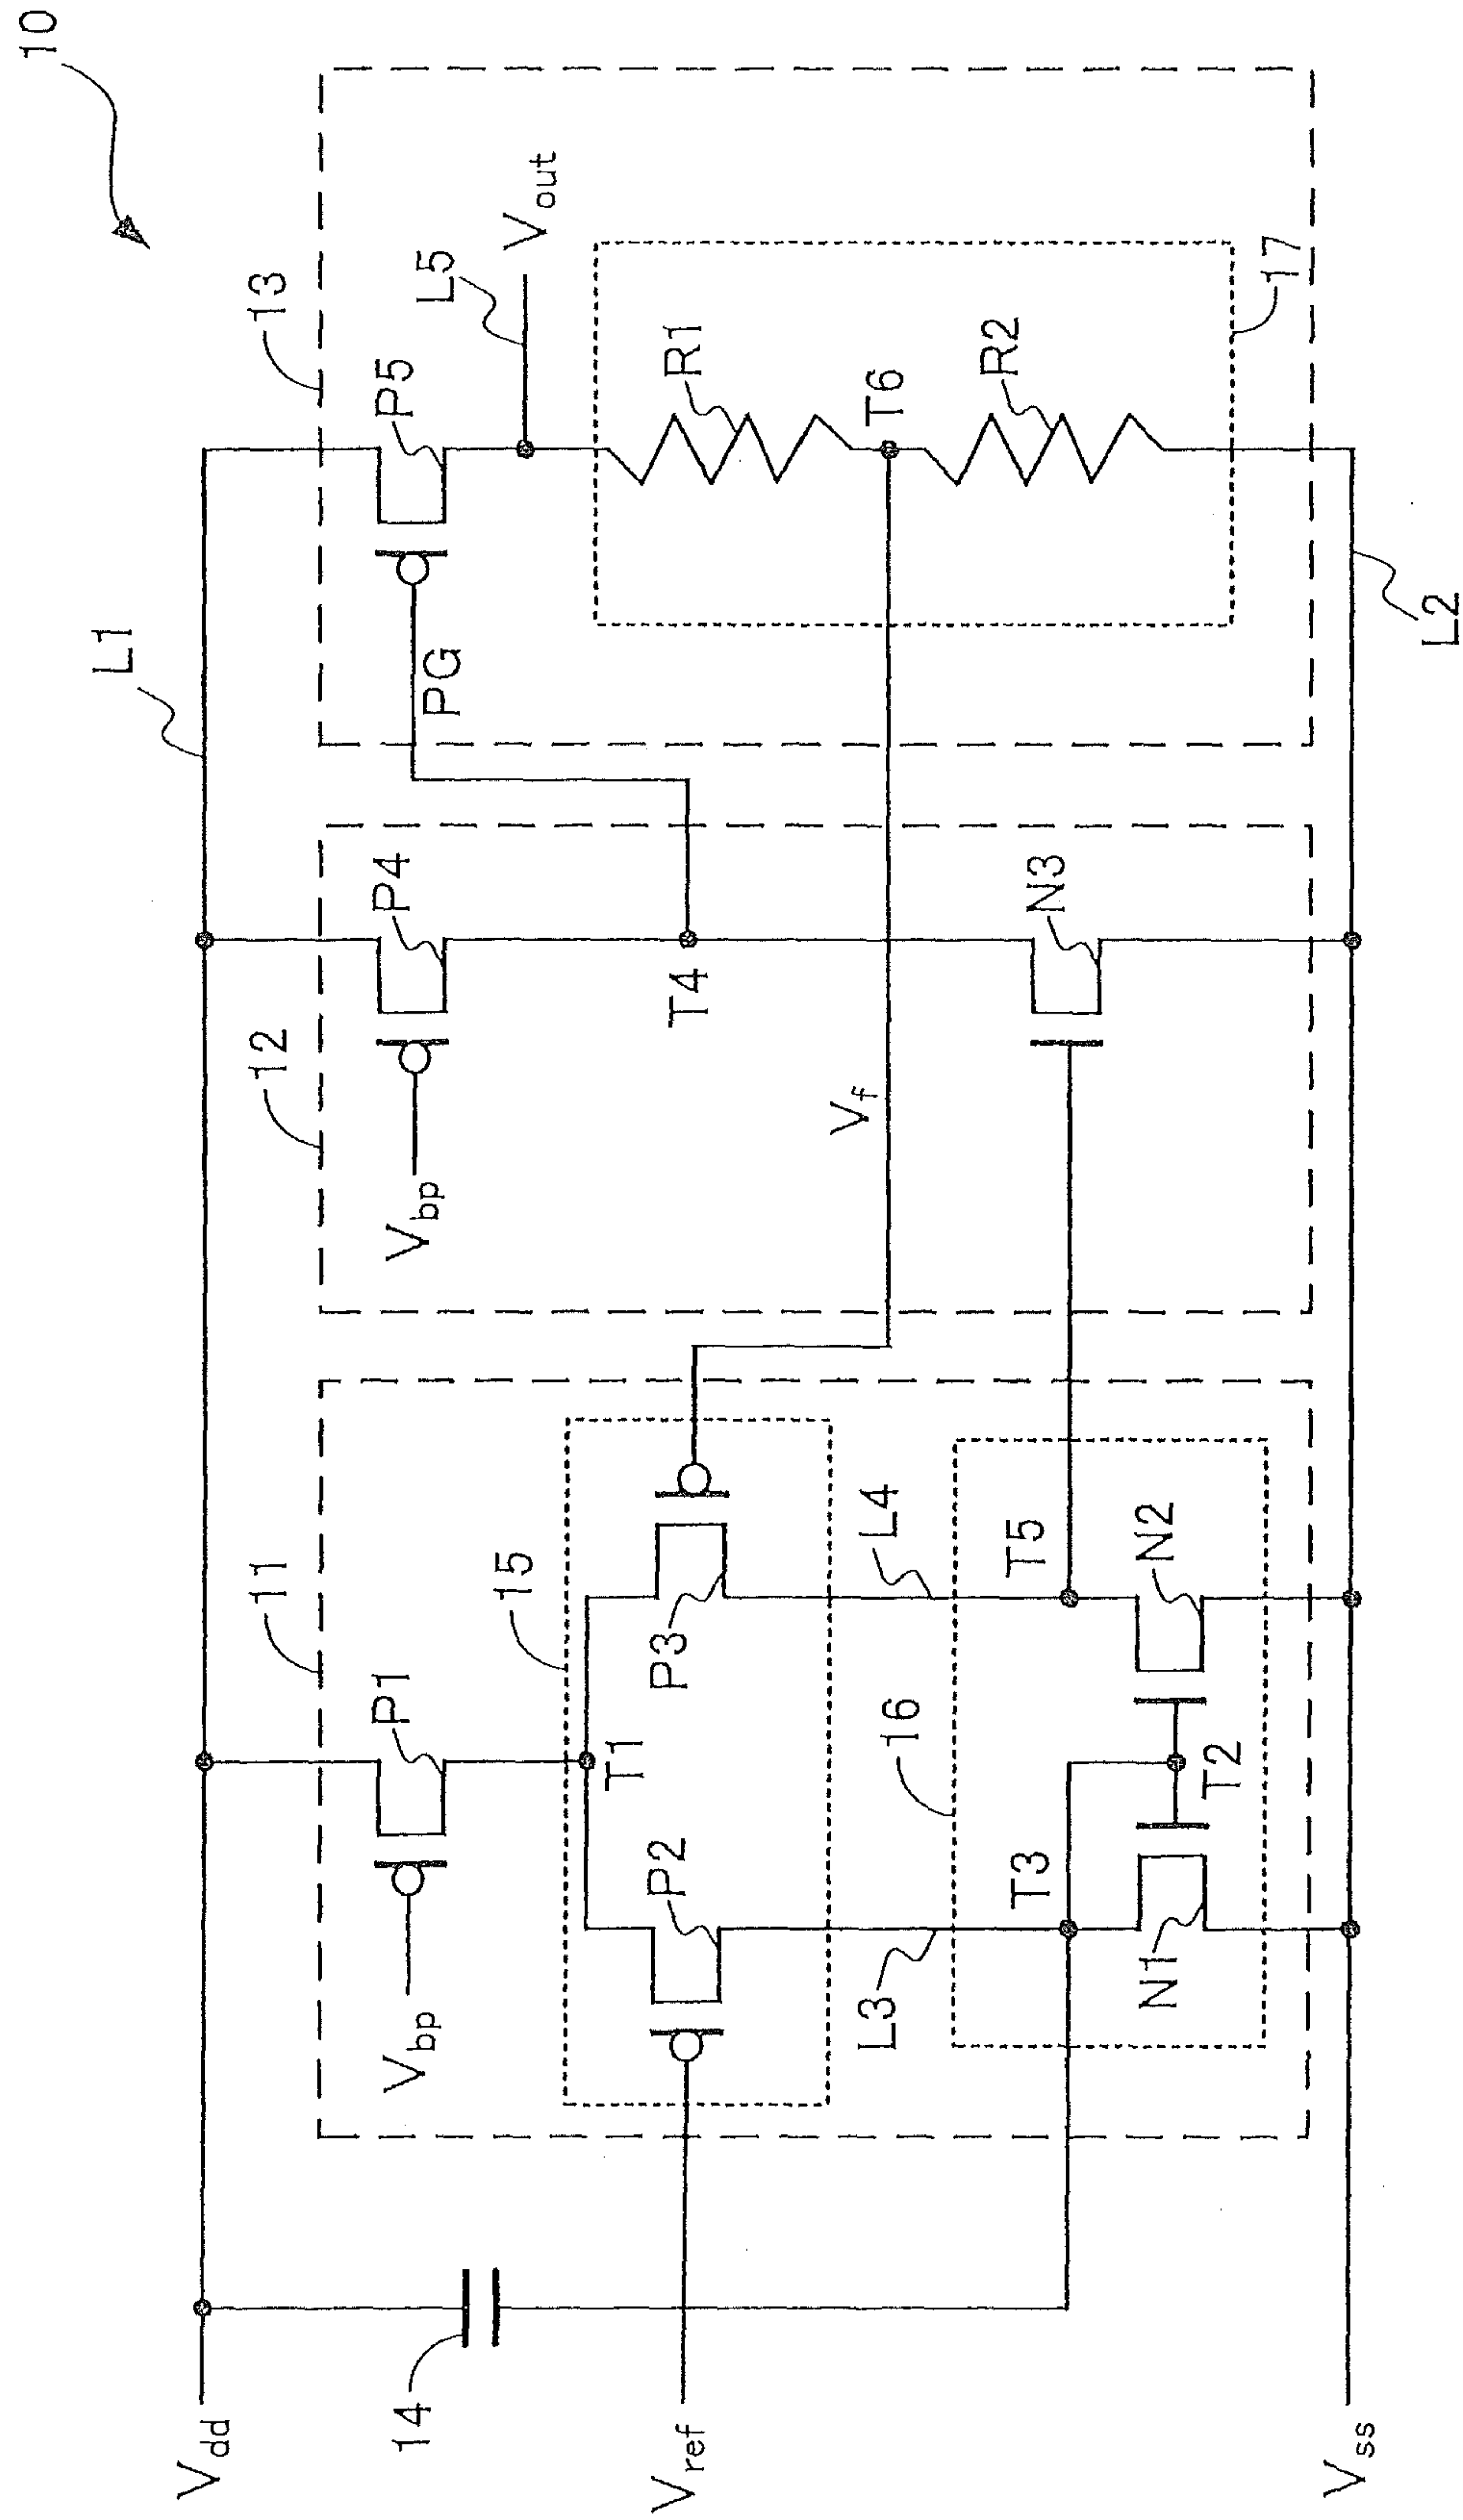 10
L1
11
12
13
Vdd
14
Vbp
P1
Vbp
P4
P5
L5
Vout
PG
15
T1
P2
P3
T4
R1
Vref
Vf
T6
L3
16
L4
T3
T5
N3
R2
N1
T2
N2
17
Vss
L2